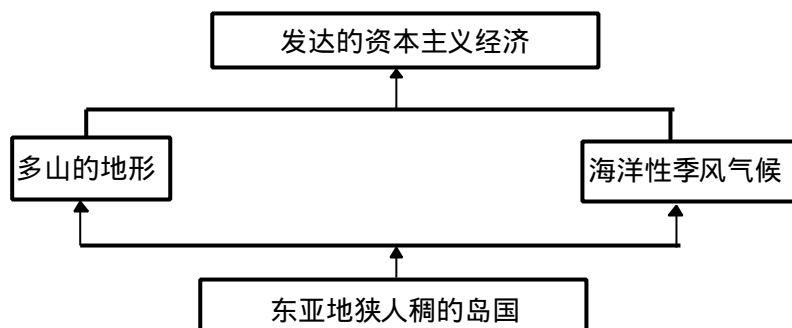 发达的资本主义经济
多山的地形
海洋性季风气候
东亚地狭人稠的岛国